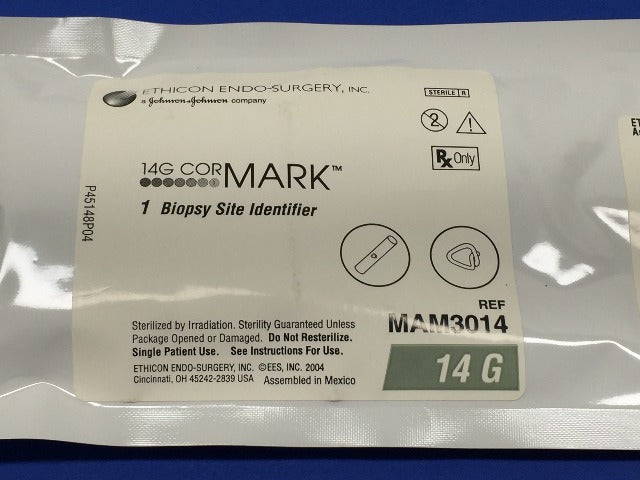 ETHICON ENDO-SURGERY, INC.
a Johnson & Johnson company
STERILE R
2
Rx Only
14G CORMARK™
1 Biopsy Site Identifier
P45148P04
REF
MAM3014
14 G
Sterilized by Irradiation. Sterility Guaranteed Unless
Package Opened or Damaged. Do Not Resterilize.
Single Patient Use. See Instructions For Use.
ETHICON ENDO-SURGERY, INC. ©EES, INC. 2004
Cincinnati, OH 45242-2839 USA Assembled in Mexico